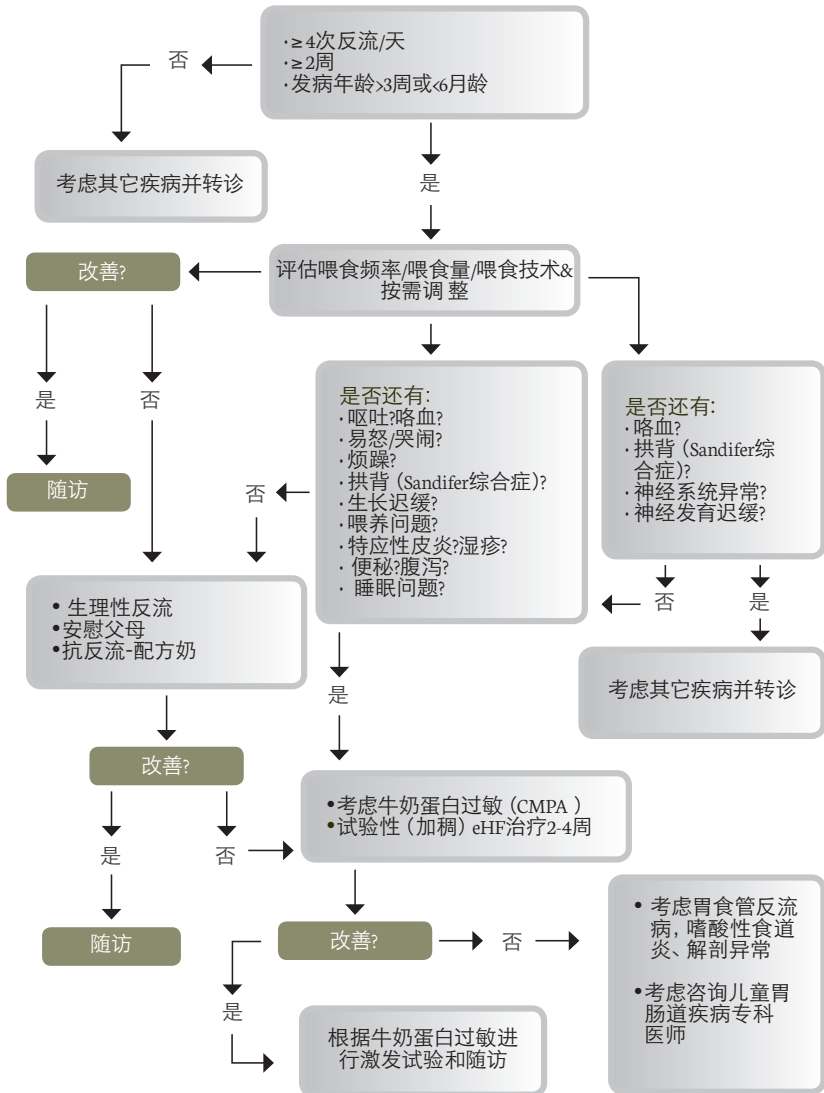 ·≥4次反流/天
·≥2周
·发病年龄>3周或<6月龄
否
考虑其它疾病并转诊
是
改善?
评估喂食频率/喂食量/喂食技术&
按需调 整
是
否
随访
是否还有:
·呕吐?咯血?
·易怒/哭闹?
·烦躁?
·拱背（Sandifer综合症）?
·生长迟缓?
·喂养问题?
·特应性皮炎?湿疹?
·便秘?腹泻?
·睡眠问题?
是否还有:
·咯血?
·拱背（Sandifer综
合症）?
·神经系统异常?
·神经发育迟缓?
否
否
是
• 生理性反流
•安慰父母
•抗反流-配方奶
是
考虑其它疾病并转诊
改善?
是
否
随访
•考虑牛奶蛋白过敏（CMPA ）
•试验性（加稠）eHF治疗2-4周
改善?
否
是
• 考虑胃食管反流
病，嗜酸性食道
炎、解剖异常
•考虑咨询儿童胃
肠道疾病专科
医师
根据牛奶蛋白过敏进
行激发试验和随访